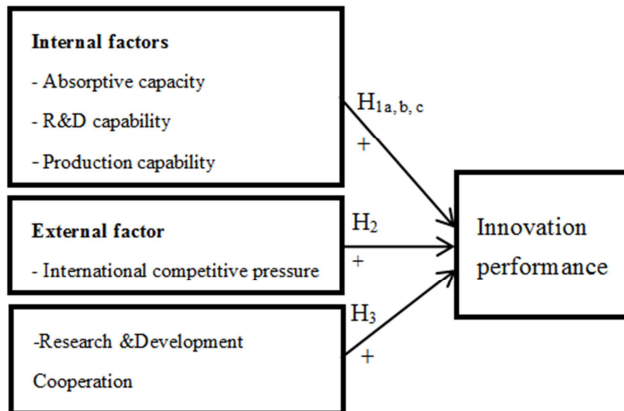 Internal factors
- Absorptive capacity
- R&D capability
- Production capability
H1a, b, c
+
External factor
- International competitive pressure
H2
+
-Research &Development
Cooperation
H3
+
Innovation
performance